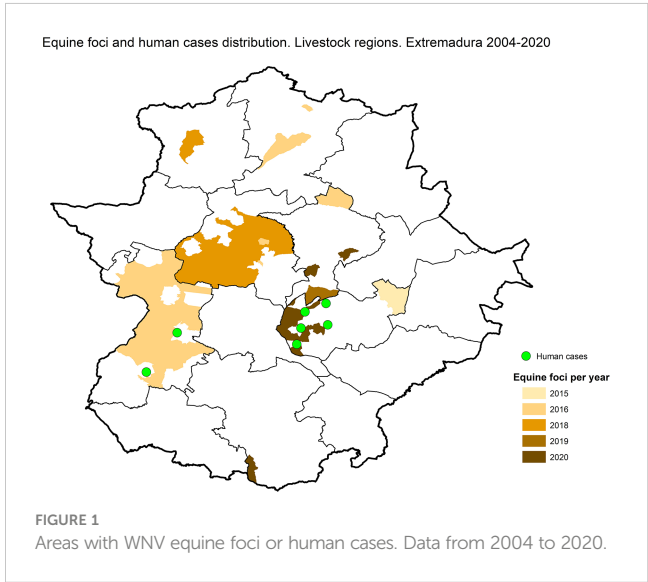 Equine foci and human cases distribution. Livestock regions. Extremadura 2004-2020
Human cases
Equine foci per year
2015
2016
2018
2019
2020
FIGURE 1
Areas with WNV equine foci or human cases. Data from 2004 to 2020.